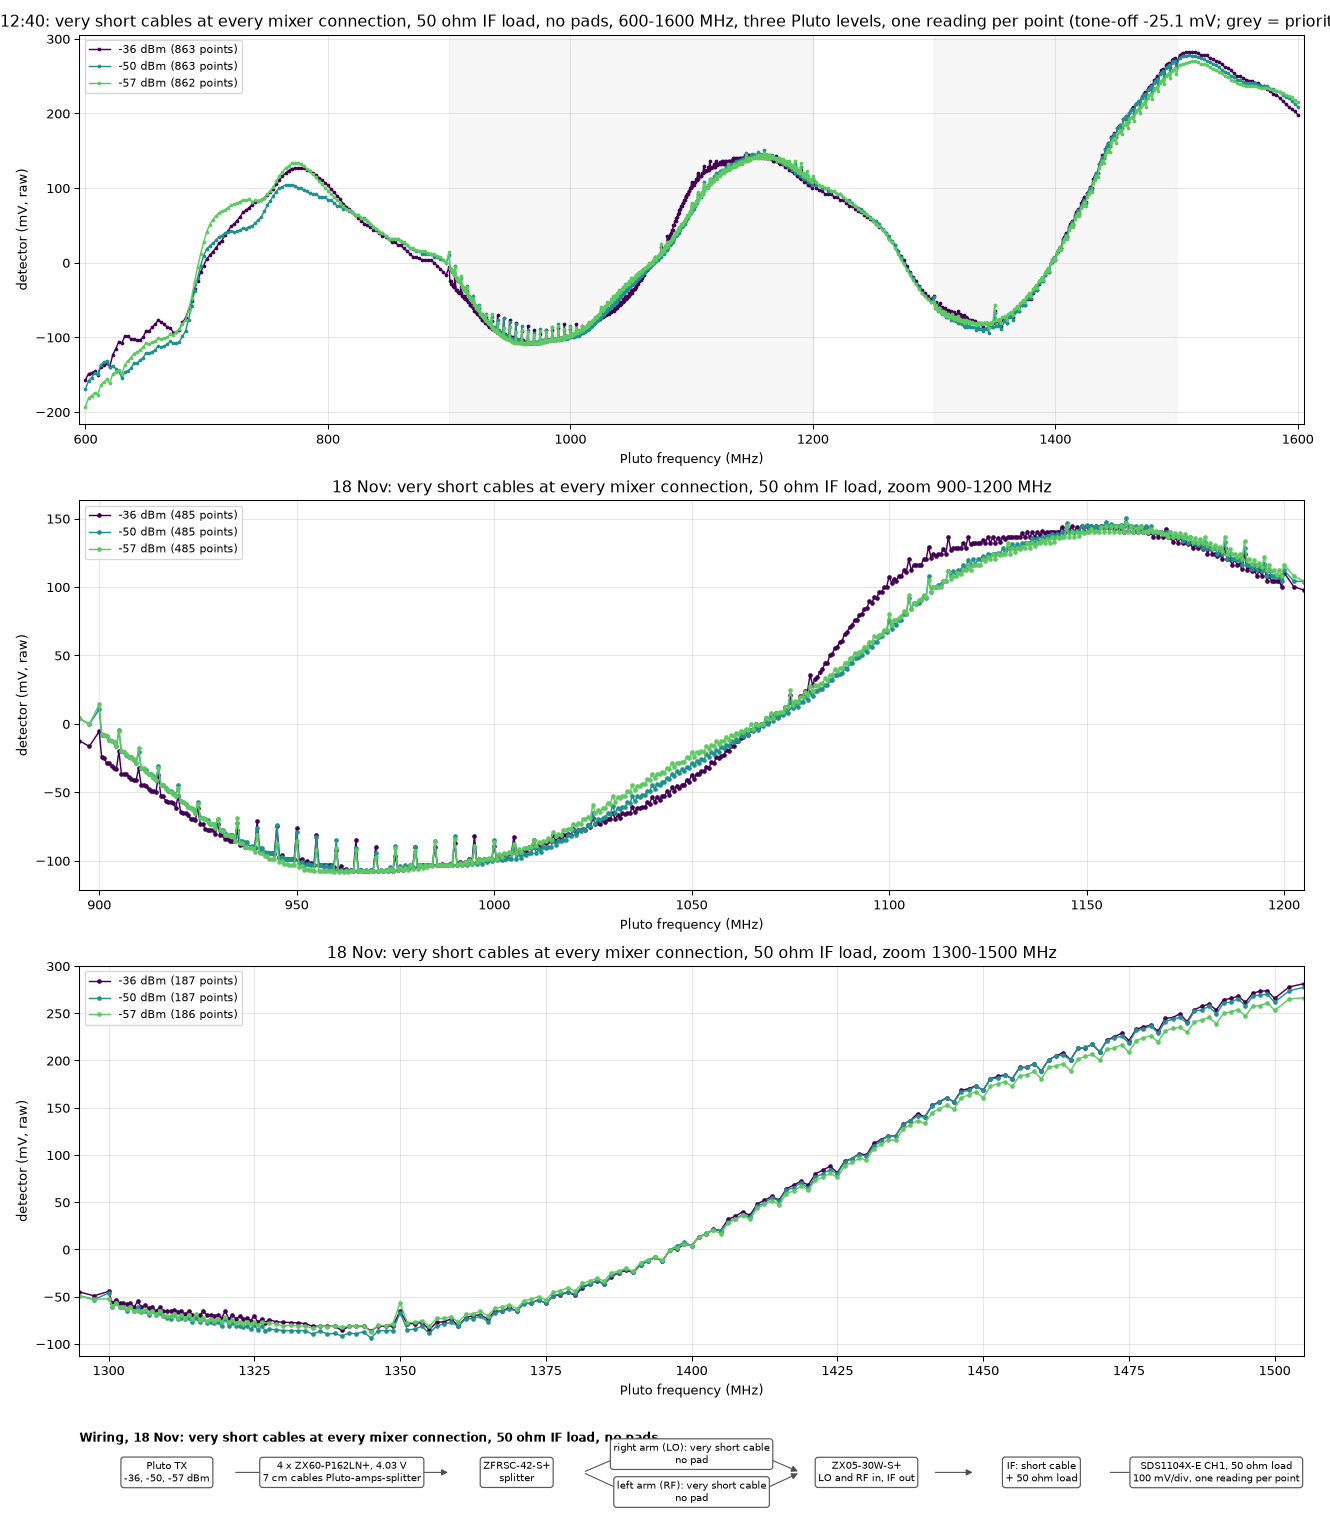 12:40: very short cables at every mixer connection, 50 ohm IF load, no pads, 600-1600 MHz, three Pluto levels, one reading per point (tone-off -25.1 mV; grey = priorit
-36 dBm (863 points)
-50 dBm (863 points)
-57 dBm (862 points)
300
200
100
0
−100
−200
detector (mV, raw)
600
800
1000
1200
1400
1600
Pluto frequency (MHz)
18 Nov: very short cables at every mixer connection, 50 ohm IF load, zoom 900-1200 MHz
-36 dBm (485 points)
-50 dBm (485 points)
-57 dBm (485 points)
150
100
50
0
−50
−100
detector (mV, raw)
900
950
1000
1050
1100
1150
1200
Pluto frequency (MHz)
18 Nov: very short cables at every mixer connection, 50 ohm IF load, zoom 1300-1500 MHz
-36 dBm (187 points)
-50 dBm (187 points)
-57 dBm (186 points)
300
250
200
150
100
50
0
−50
−100
detector (mV, raw)
1300
1325
1350
1375
1400
1425
1450
1475
1500
Pluto frequency (MHz)
Wiring, 18 Nov: very short cables at every mixer connection, 50 ohm IF load, no pads
Pluto TX
-36, -50, -57 dBm
4 x ZX60-P162LN+, 4.03 V
7 cm cables Pluto-amps-splitter
ZFRSC-42-S+
splitter
right arm (LO): very short cable
no pad
left arm (RF): very short cable
no pad
ZX05-30W-S+
LO and RF in, IF out
IF: short cable
+ 50 ohm load
SDS1104X-E CH1, 50 ohm load
100 mV/div, one reading per point